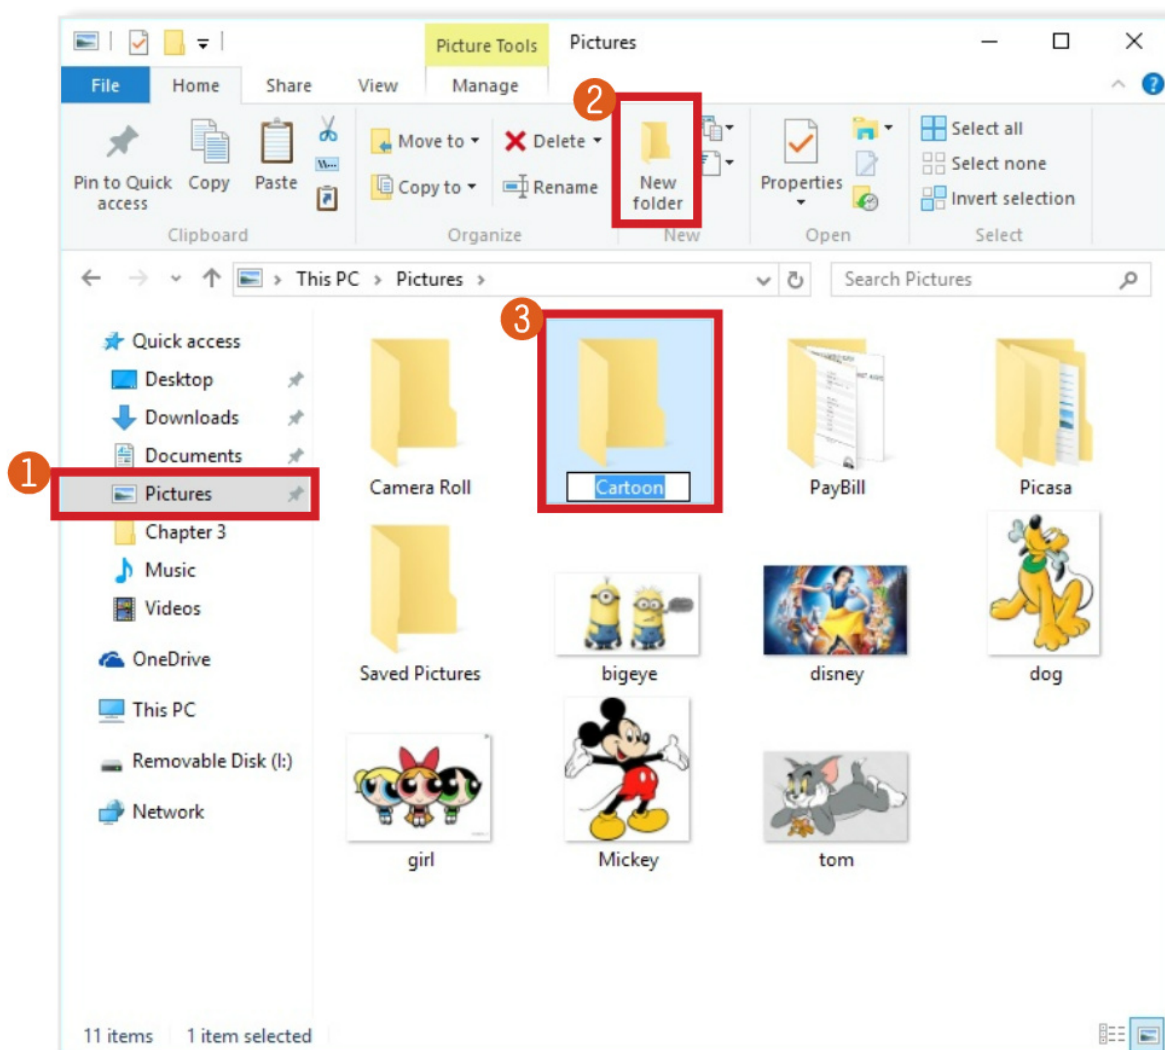 Picture Tools Pictures
File Home Share View Manage
2
Pin to Quick access
Copy
Paste
Move to
Copy to
Delete
Rename
New folder
Properties
Select all
Select none
Invert selection
Clipboard Organize New Open Select
This PC > Pictures >
Search Pictures
3
Quick access
Desktop
Downloads
Documents
1
Pictures
Chapter 3
Music
Videos
OneDrive
This PC
Removable Disk (I:)
Network
Camera Roll Cartoon PayBill Picasa
Saved Pictures bigeye disney dog
girl Mickey tom
11 items 1 item selected